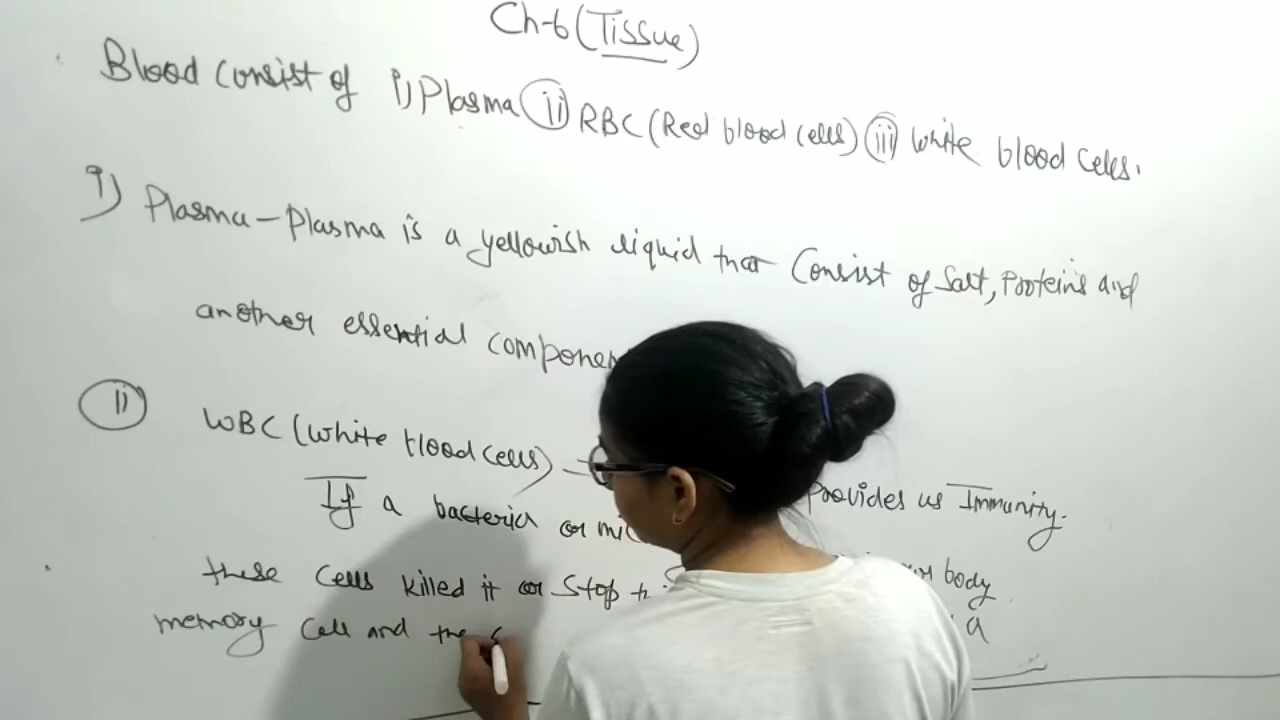 Ch-6 (Tissue)
Blood Consist of i) Plasma ii) RBC (Red blood cells) iii) White blood Cells.
i) Plasma - Plasma is a yellowish liquid that Consist of Salt, Proteins and
another essential
ii) WBC (White blood cells) - Provides us Immunity.
If a bacteria or body
these Cells killed it or Stop a
memory Cell and the